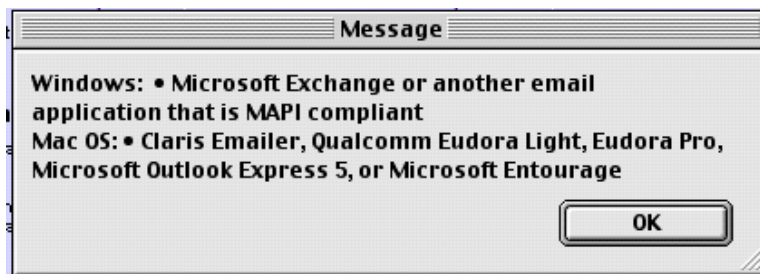 Message
Windows: • Microsoft Exchange or another email
application that is MAPI compliant
Mac OS: • Claris Emailer, Qualcomm Eudora Light, Eudora Pro,
Microsoft Outlook Express 5, or Microsoft Entourage
OK